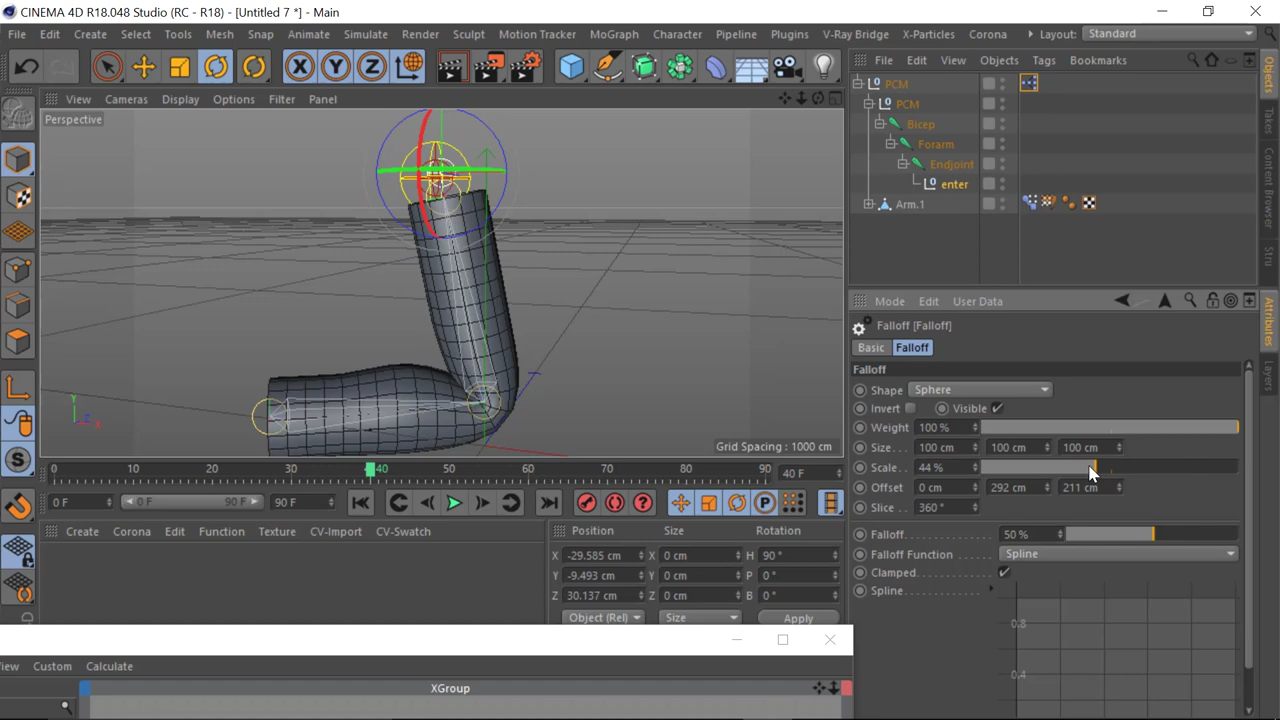 CINEMA 4D R18.048 Studio (RC - R18) - [Untitled 7 *] - Main
File Edit Create Select Tools Mesh Snap Animate Simulate Render Sculpt Motion Tracker MoGraph Character Pipeline Plugins V-Ray Bridge X-Particles Corona Layout: Standard
X Y Z
File Edit View Objects Tags Bookmarks
PCM
PCM
Bicep
Forarm
Endjoint
enter
Arm.1
Objects
Takes
Content Browser
Stru
View Cameras Display Options Filter Panel
Perspective
Grid Spacing : 1000 cm
Y Z X
S
Mode Edit User Data
Falloff [Falloff]
Basic Falloff
Falloff
Shape Sphere
Invert Visible
Weight 100 %
Size. . 100 cm 100 cm 100 cm
Scale. . 44 %
Offset 0 cm 292 cm 211 cm
Slice . . 360 °
Falloff. . . . . . . . . . . 50 %
Falloff Function . . . . . . Spline
Clamped. . . . . . . . . . .
Spline. . . . . . . . . . . .
0.8
0.4
Attributes
Layers
0 10 20 30 40 50 60 70 80 90 40 F
0 F 0 F 90 F 90 F
P
Create Corona Edit Function Texture CV-Import CV-Swatch
Position Size Rotation
X -29.585 cm X 0 cm H 90 °
Y -9.493 cm Y 0 cm P 0 °
Z 30.137 cm Z 0 cm B 0 °
Object (Rel) Size Apply
Custom Calculate
XGroup